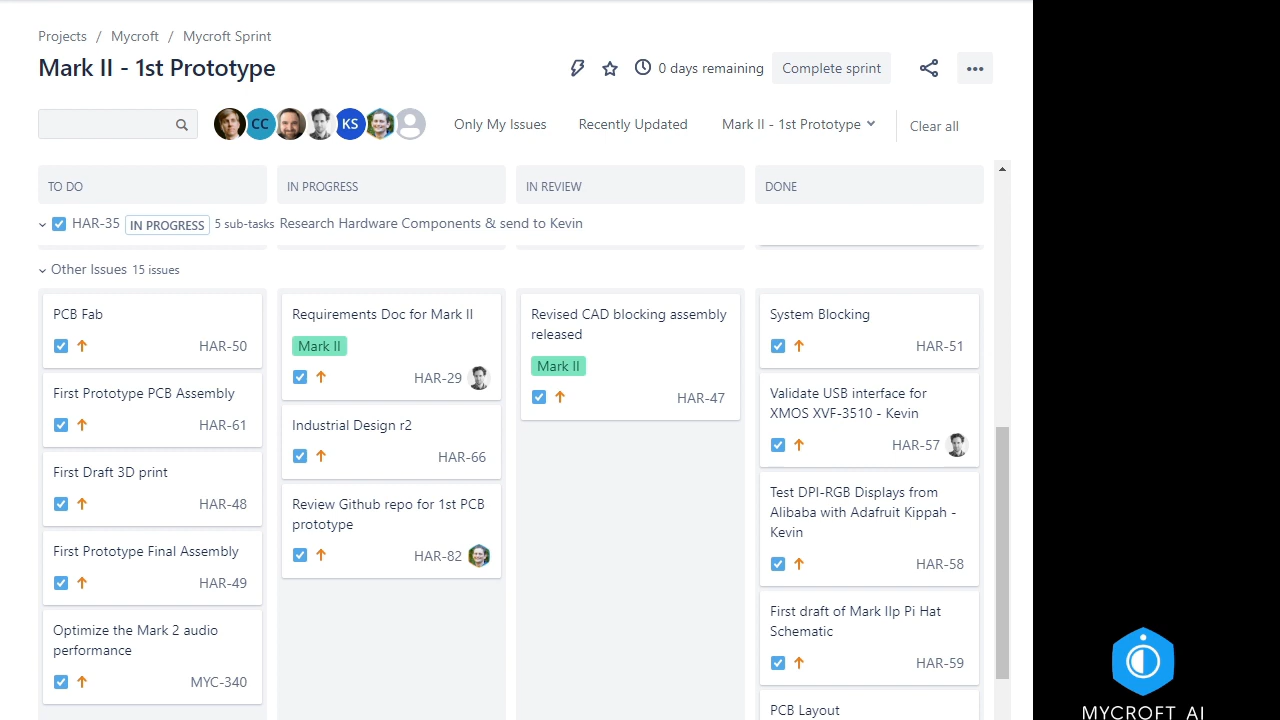 Projects / Mycroft / Mycroft Sprint
Mark II - 1st Prototype
0 days remaining
Complete sprint
CC
KS
Only My Issues
Recently Updated
Mark II - 1st Prototype
Clear all
TO DO
IN PROGRESS
IN REVIEW
DONE
HAR-35 IN PROGRESS 5 sub-tasks Research Hardware Components & send to Kevin
Other Issues 15 issues
PCB Fab
HAR-50
First Prototype PCB Assembly
HAR-61
First Draft 3D print
HAR-48
First Prototype Final Assembly
HAR-49
Optimize the Mark 2 audio
performance
MYC-340
Requirements Doc for Mark II
Mark II
HAR-29
Industrial Design r2
HAR-66
Review Github repo for 1st PCB
prototype
HAR-82
Revised CAD blocking assembly
released
Mark II
HAR-47
System Blocking
HAR-51
Validate USB interface for
XMOS XVF-3510 - Kevin
HAR-57
Test DPI-RGB Displays from
Alibaba with Adafruit Kippah -
Kevin
HAR-58
First draft of Mark IIp Pi Hat
Schematic
HAR-59
PCB Layout
MYCROFT AI